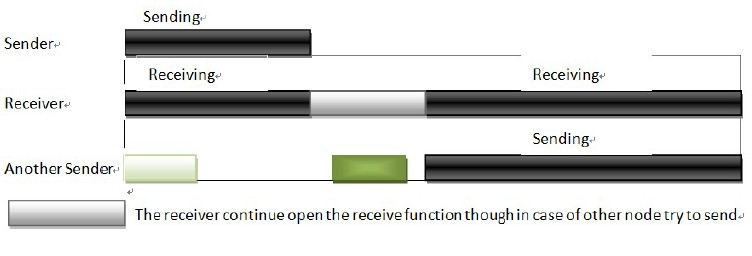 Sending
Sender
Receiving Receiving
Receiver
Sending
Another Sender
The receiver continue open the receive function though in case of other node try to send